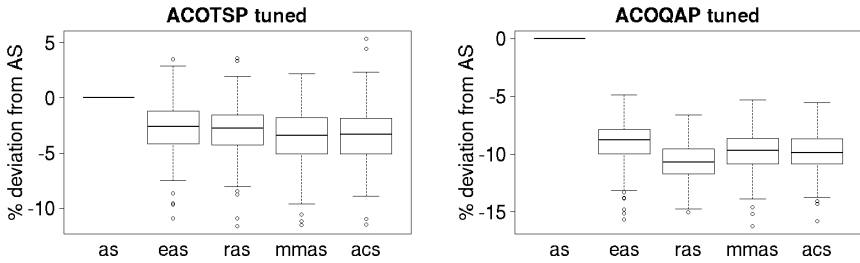 ACOTSP tuned
% deviation from AS
5
0
-5
-10
as eas ras mmas acs
ACOQAP tuned
% deviation from AS
0
-5
-10
-15
as eas ras mmas acs